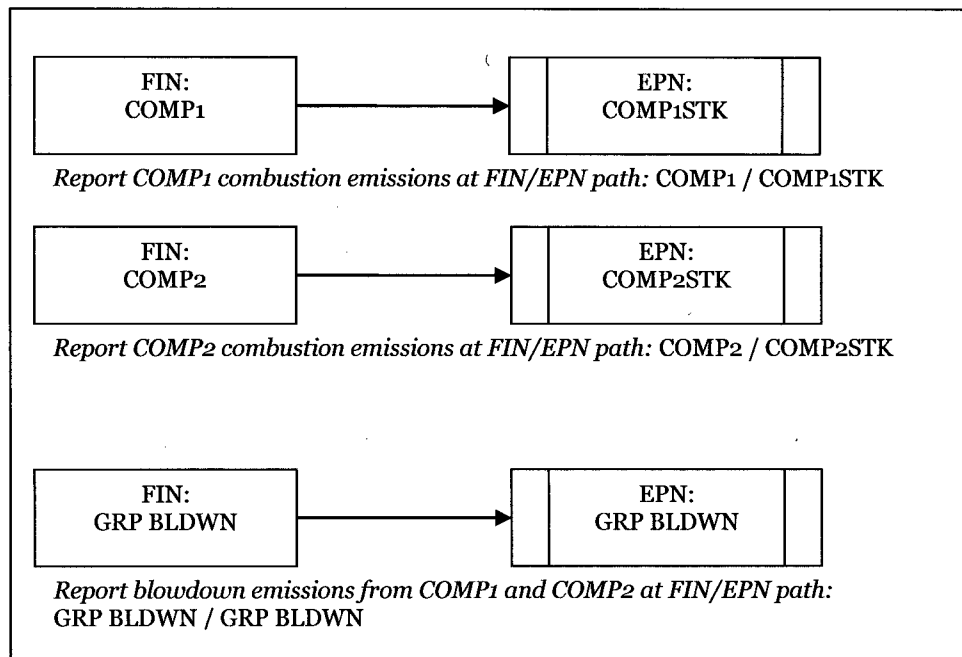 FIN:
COMP1
EPN:
COMP1STK
Report COMP1 combustion emissions at FIN/EPN path: COMP1 / COMP1STK
FIN:
COMP2
EPN:
COMP2STK
Report COMP2 combustion emissions at FIN/EPN path: COMP2 / COMP2STK
FIN:
GRP BLDWN
EPN:
GRP BLDWN
Report blowdown emissions from COMP1 and COMP2 at FIN/EPN path:
GRP BLDWN / GRP BLDWN